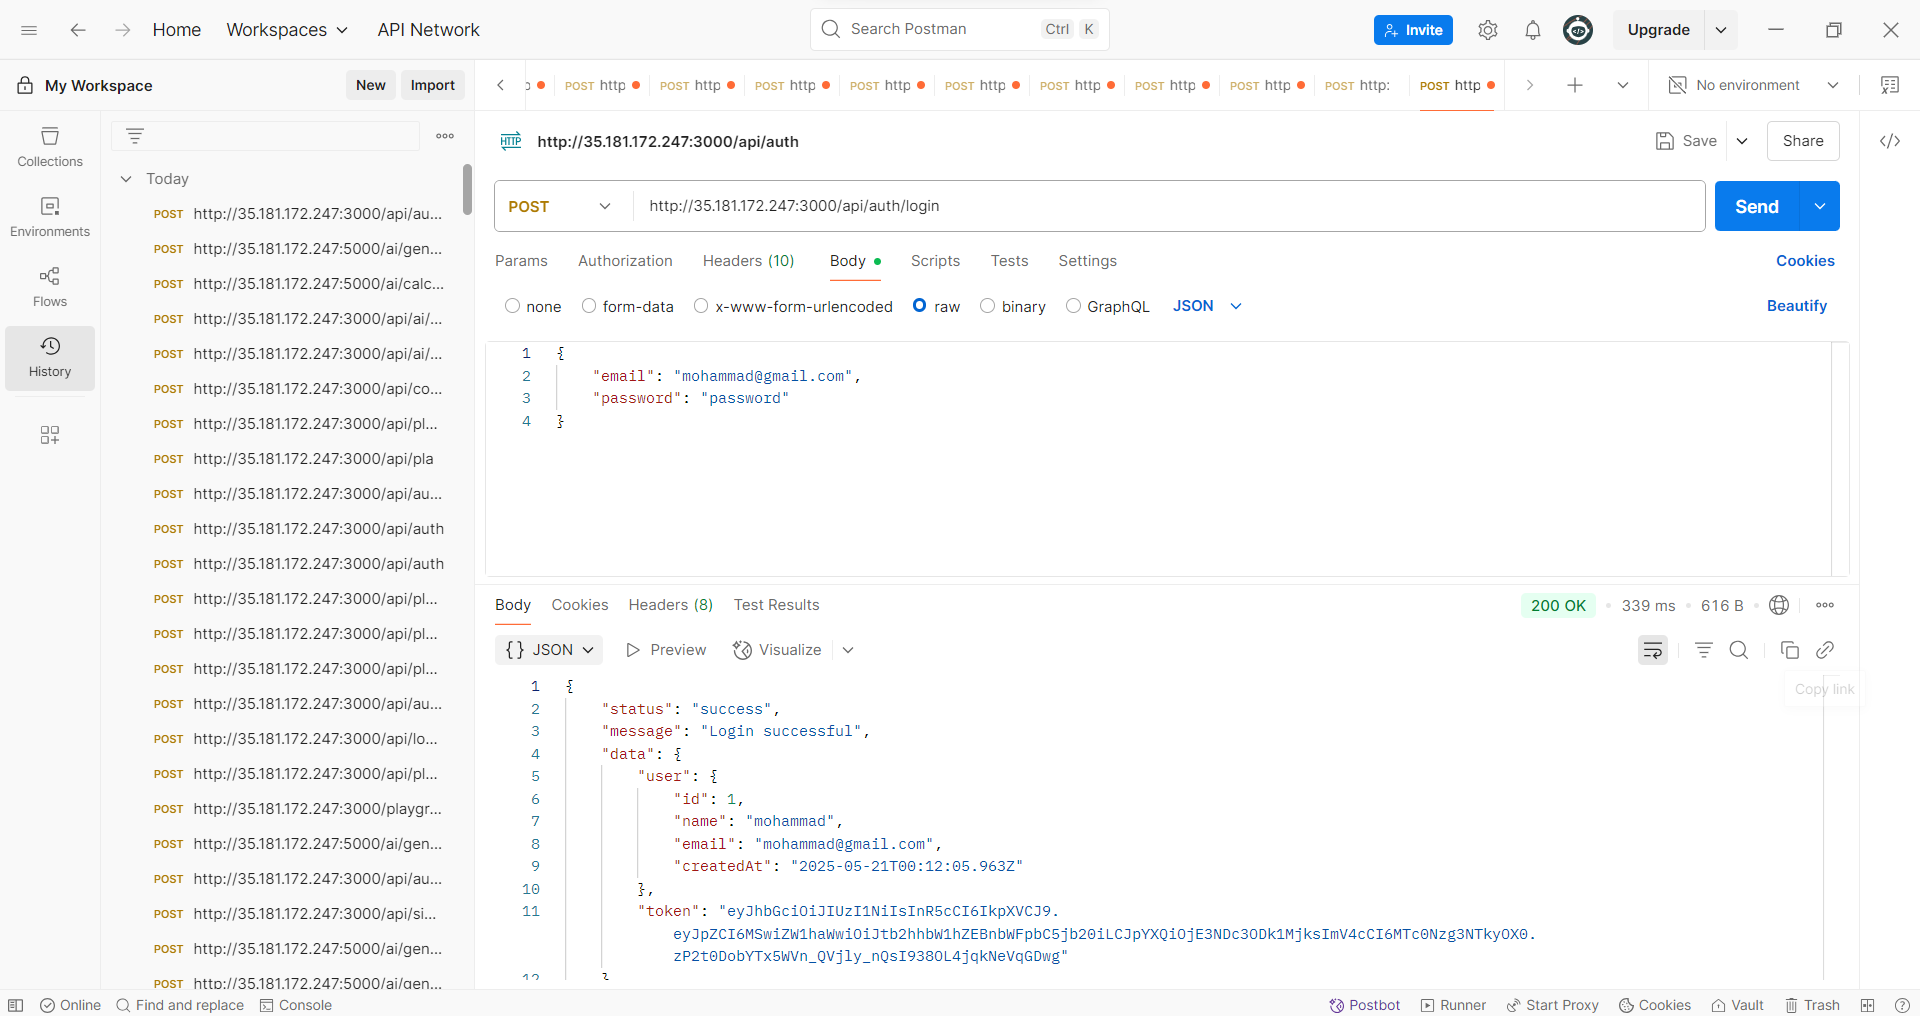 Home Workspaces API Network Search Postman Ctrl K Invite Upgrade
My Workspace New Import POST http POST http POST http POST http POST http POST http POST http POST http POST http: POST http No environment
Collections
Environments
Flows
History
Today
POST http://35.181.172.247:3000/api/au...
POST http://35.181.172.247:5000/ai/gen...
POST http://35.181.172.247:5000/ai/calc...
POST http://35.181.172.247:3000/api/ai/...
POST http://35.181.172.247:3000/api/ai/...
POST http://35.181.172.247:3000/api/co...
POST http://35.181.172.247:3000/api/pl...
POST http://35.181.172.247:3000/api/pla
POST http://35.181.172.247:3000/api/au...
POST http://35.181.172.247:3000/api/auth
POST http://35.181.172.247:3000/api/auth
POST http://35.181.172.247:3000/api/pl...
POST http://35.181.172.247:3000/api/pl...
POST http://35.181.172.247:3000/api/pl...
POST http://35.181.172.247:3000/api/au...
POST http://35.181.172.247:3000/api/lo...
POST http://35.181.172.247:3000/api/pl...
POST http://35.181.172.247:3000/playgr...
POST http://35.181.172.247:5000/ai/gen...
POST http://35.181.172.247:3000/api/au...
POST http://35.181.172.247:3000/api/si...
POST http://35.181.172.247:5000/ai/gen...
POST http://35.181.172.247:5000/ai/gen...
HTTP http://35.181.172.247:3000/api/auth Save Share
POST http://35.181.172.247:3000/api/auth/login Send
Params Authorization Headers (10) Body Scripts Tests Settings Cookies
none form-data x-www-form-urlencoded raw binary GraphQL JSON Beautify
1 {
2 "email": "mohammad@gmail.com",
3 "password": "password"
4 }
Body Cookies Headers (8) Test Results 200 OK 339 ms 616 B
{} JSON Preview Visualize
Copy link
1 {
2 "status": "success",
3 "message": "Login successful",
4 "data": {
5 "user": {
6 "id": 1,
7 "name": "mohammad",
8 "email": "mohammad@gmail.com",
9 "createdAt": "2025-05-21T00:12:05.963Z"
10 },
11 "token": "eyJhbGciOiJIUzI1NiIsInR5cCI6IkpXVCJ9.
eyJpZCI6MSwiZW1haWwiOiJtb2hhbW1hZEBnbWFpbC5jb20iLCJpYXQiOjE3NDc3ODk1MjksImV4cCI6MTc0Nzg3NTkyOX0.
zP2t0DobYTx5WVn_QVjly_nQsI938OL4jqkNeVqGDwg"
12 }
Online Find and replace Console Postbot Runner Start Proxy Cookies Vault Trash